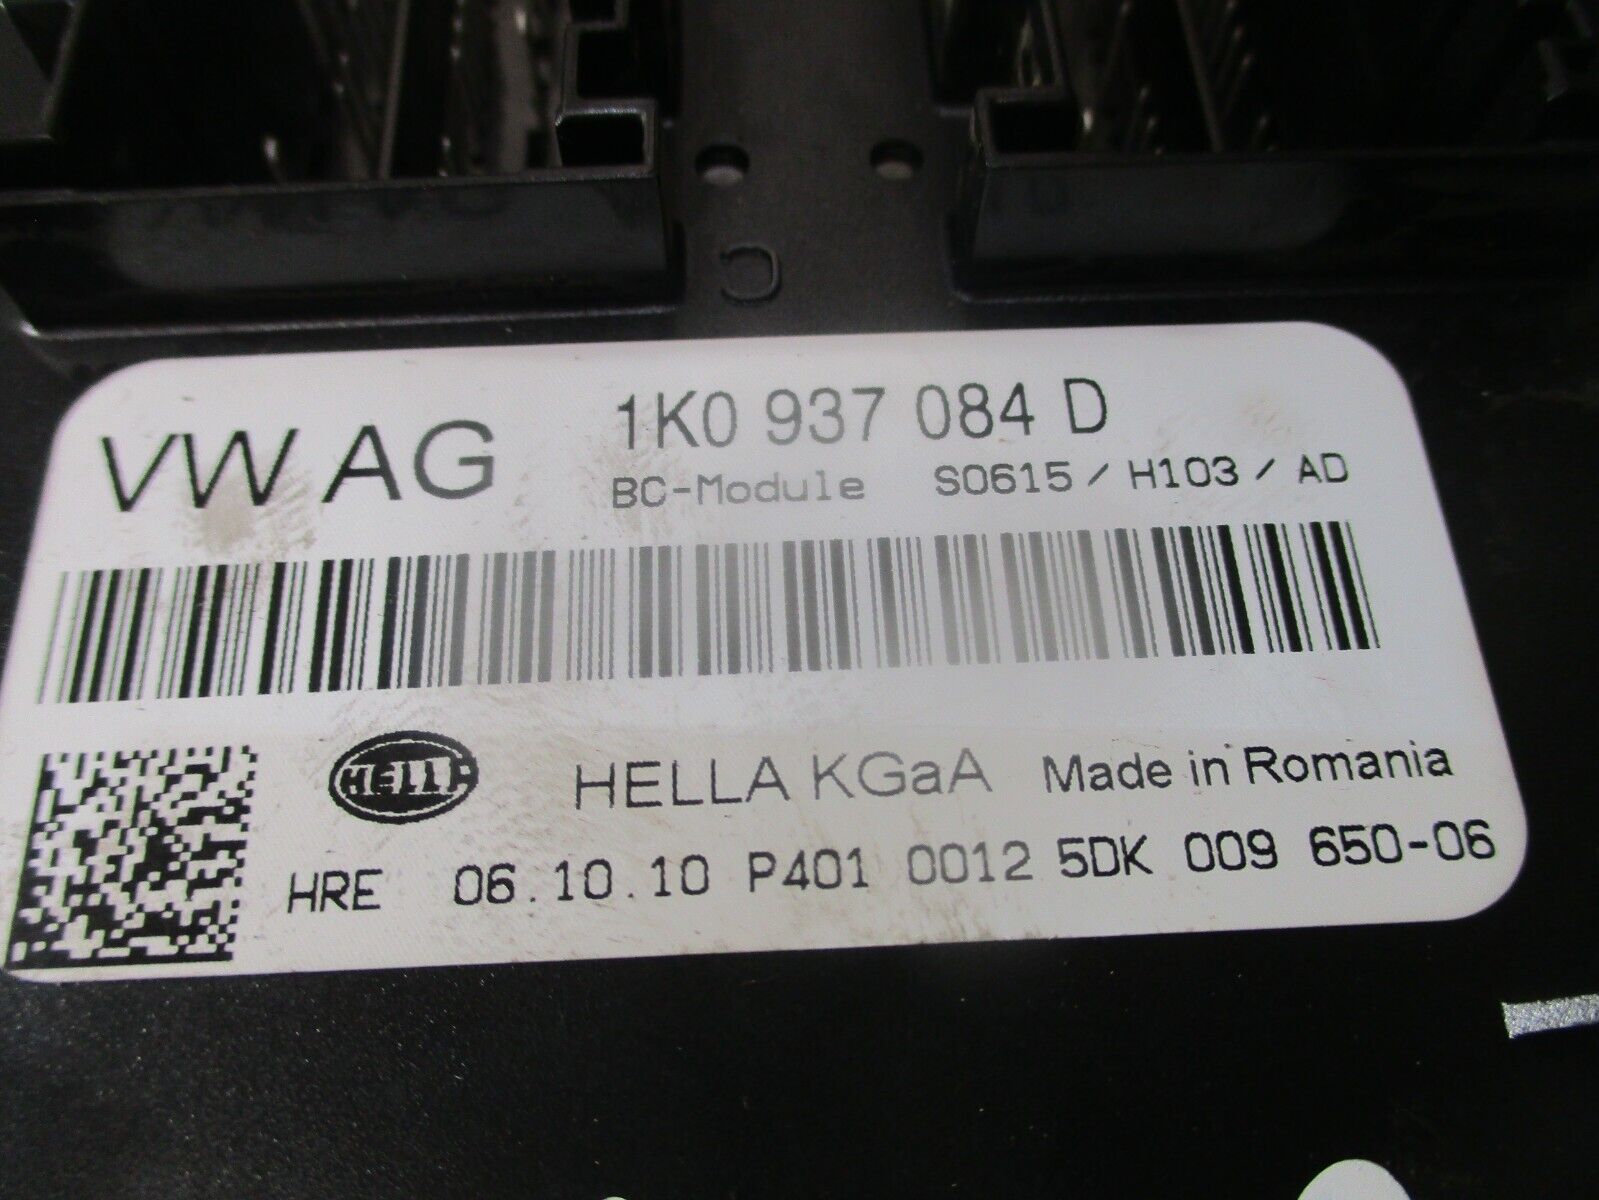 C
VW AG 1K0 937 084 D
BC-Module S0615 / H103 / AD
HELLA HELLA KGaA Made in Romania
HRE 06.10.10 P401 0012 5DK 009 650-06